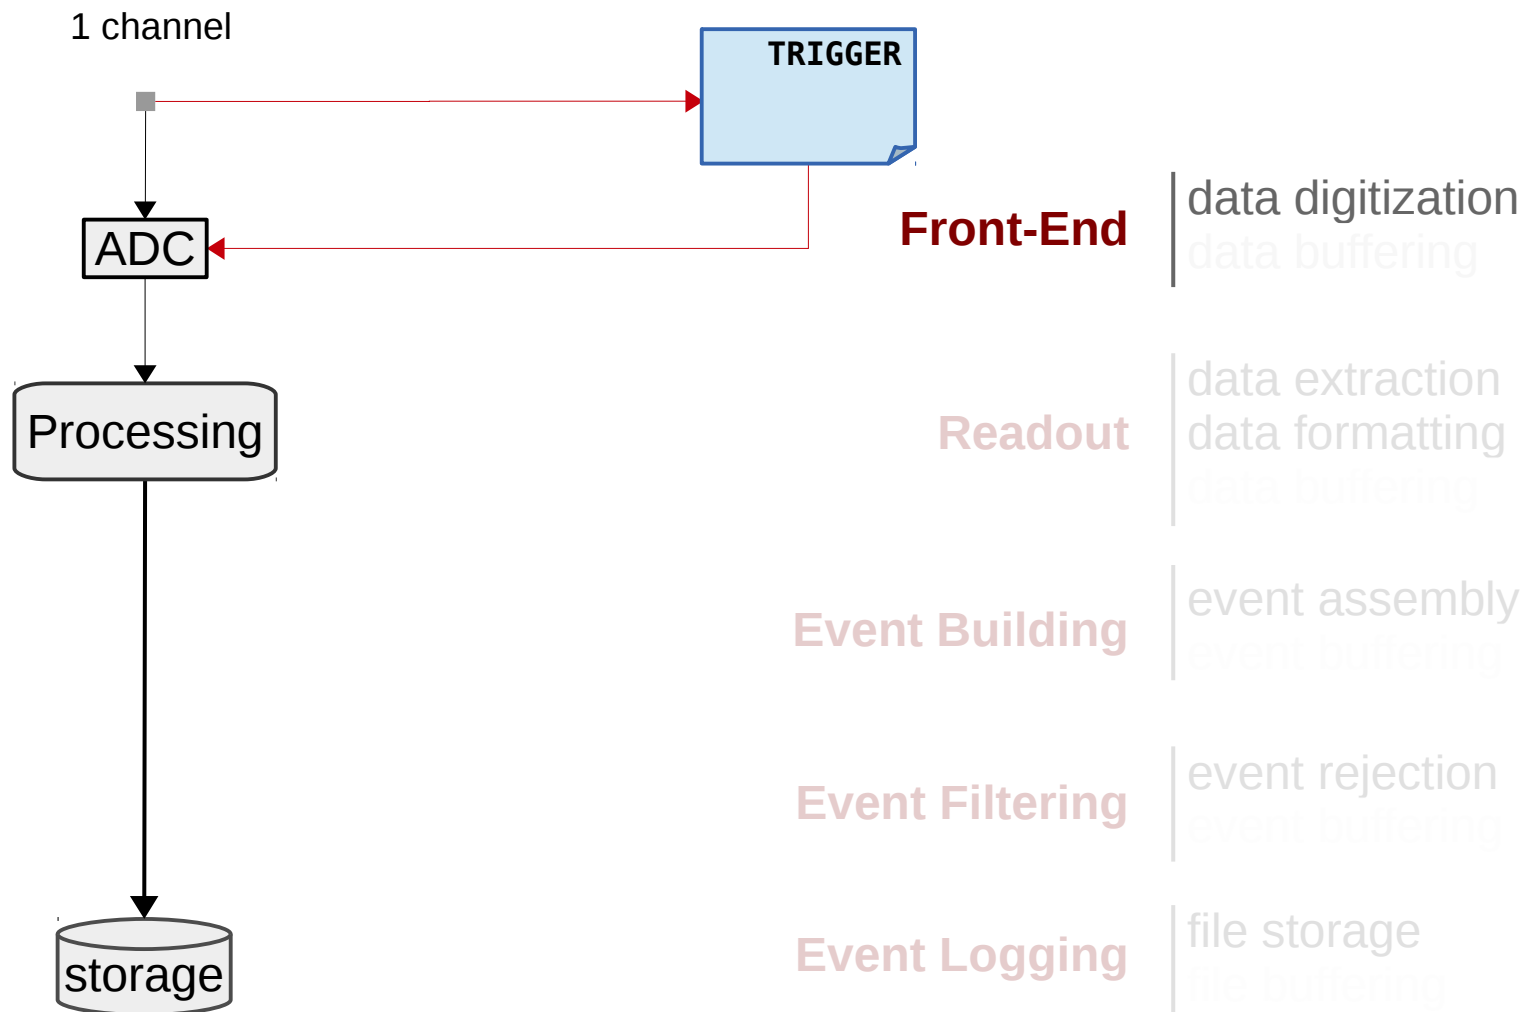 1 channel
TRIGGER
ADC
Processing
storage
Front-End
data digitization
data buffering
Readout
data extraction
data formatting
data buffering
Event Building
event assembly
event buffering
Event Filtering
event rejection
event buffering
Event Logging
file storage
file buffering